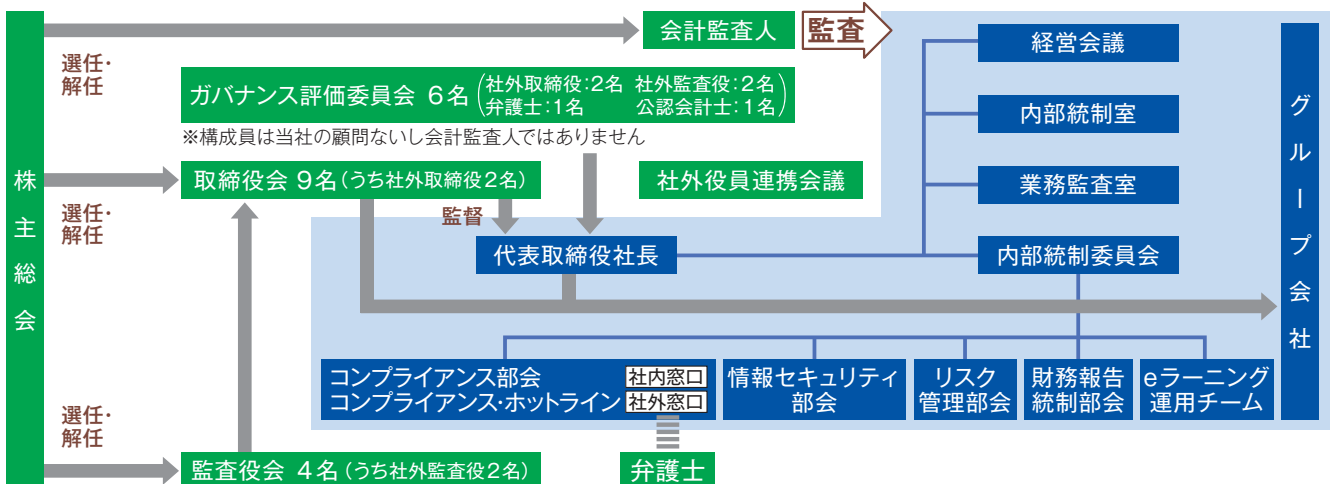 会計監査人
監査
経営会議
選任・
解任
ガバナンス評価委員会 6名
社外取締役:2名 社外監査役:2名
弁護士:1名 公認会計士:1名
※構成員は当社の顧問ないし会計監査人ではありません
内部統制室
株主総会
取締役会 9名(うち社外取締役2名)
社外役員連携会議
業務監査室
グループ会社
選任・
解任
監督
代表取締役社長
内部統制委員会
コンプライアンス部会 社内窓口
コンプライアンス・ホットライン 社外窓口
情報セキュリティ
部会
リスク
管理部会
財務報告
統制部会
eラーニング
運用チーム
選任・
解任
監査役会 4名(うち社外監査役2名)
弁護士